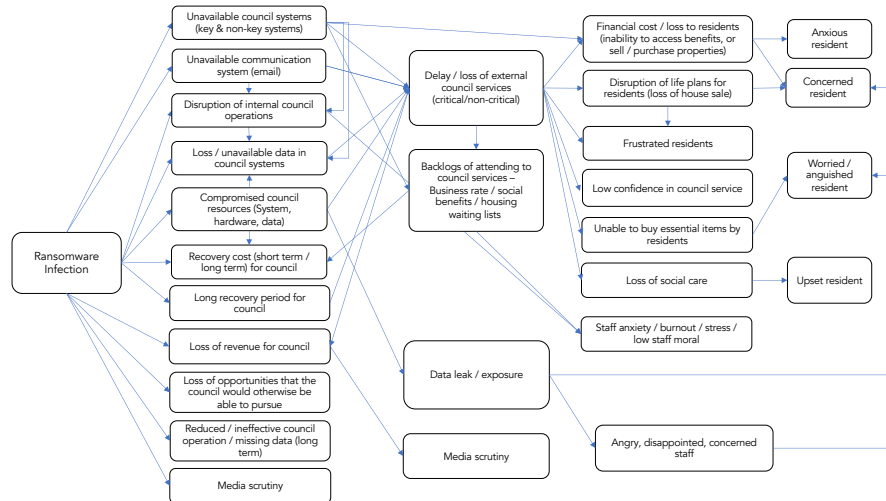 Ransomware
Infection
Unavailable council systems
(key & non-key systems)
Unavailable communication
system (email)
Disruption of internal council
operations
Loss / unavailable data in
council systems
Compromised council
resources (System,
hardware, data)
Recovery cost (short term /
long term) for council
Long recovery period for
council
Loss of revenue for council
Loss of opportunities that the
council would otherwise be
able to pursue
Reduced / ineffective council
operation / missing data (long
term)
Media scrutiny
Delay / loss of external
council services
(critical/non-critical)
Backlogs of attending to
council services –
Business rate / social
benefits / housing
waiting lists
Data leak / exposure
Media scrutiny
Financial cost / loss to residents
(inability to access benefits, or
sell / purchase properties)
Disruption of life plans for
residents (loss of house sale)
Frustrated residents
Low confidence in council service
Unable to buy essential items by
residents
Loss of social care
Staff anxiety / burnout / stress /
low staff moral
Angry, disappointed, concerned
staff
Anxious
resident
Concerned
resident
Worried /
anguished
resident
Upset resident